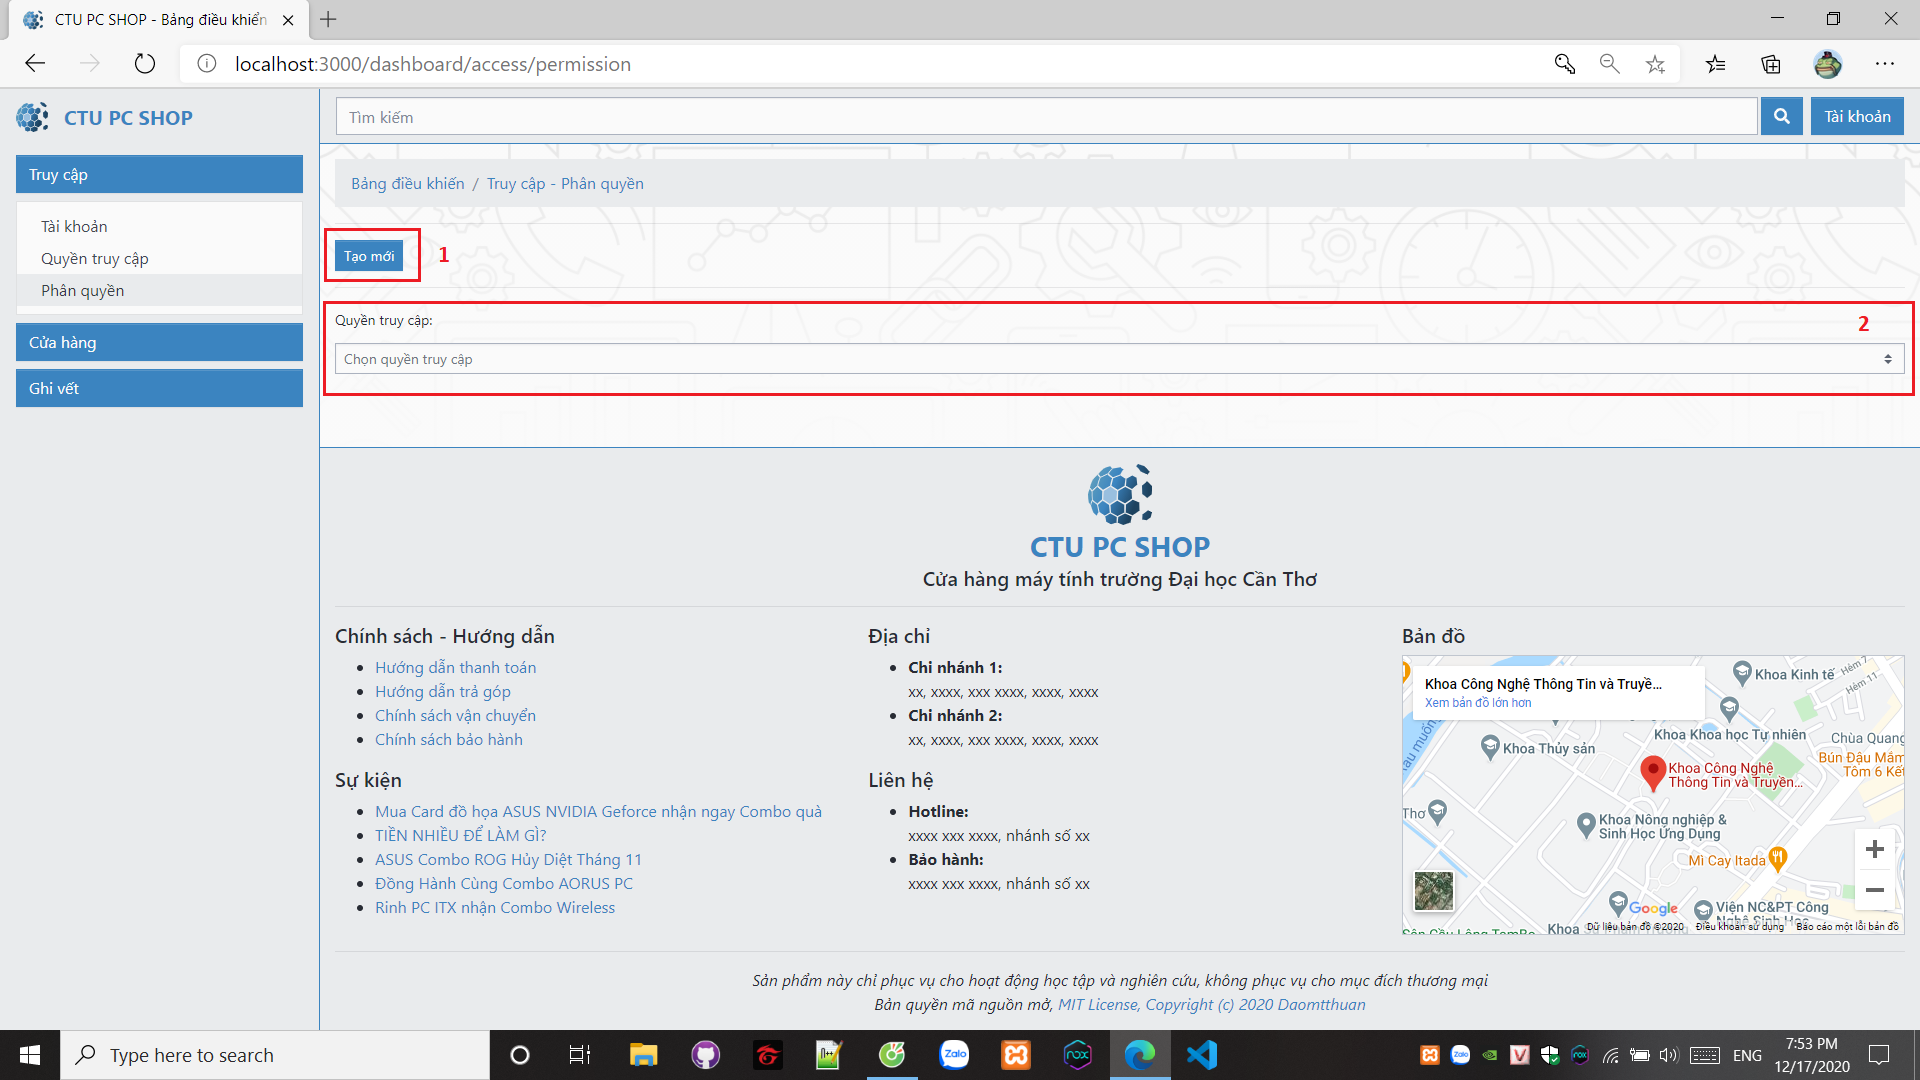 CTU PC SHOP - Bảng điều khiển
localhost:3000/dashboard/access/permission
CTU PC SHOP
Tìm kiếm
Tài khoản
Truy cập
Tài khoản
Quyền truy cập
Phân quyền
Cửa hàng
Ghi vết
Bảng điều khiển / Truy cập - Phân quyền
Tạo mới
1
Quyền truy cập:
2
Chọn quyền truy cập
CTU PC SHOP
Cửa hàng máy tính trường Đại học Cần Thơ
Chính sách - Hướng dẫn
Hướng dẫn thanh toán
Hướng dẫn trả góp
Chính sách vận chuyển
Chính sách bảo hành
Sự kiện
Mua Card đồ họa ASUS NVIDIA Geforce nhận ngay Combo quà
TIỀN NHIỀU ĐỂ LÀM GÌ?
ASUS Combo ROG Hủy Diệt Tháng 11
Đồng Hành Cùng Combo AORUS PC
Rinh PC ITX nhận Combo Wireless
Địa chỉ
Chi nhánh 1:
xx, xxxx, xxx xxxx, xxxx, xxxx
Chi nhánh 2:
xx, xxxx, xxx xxxx, xxxx, xxxx
Liên hệ
Hotline:
xxxx xxx xxxx, nhánh số xx
Bảo hành:
xxxx xxx xxxx, nhánh số xx
Bản đồ
Khoa Công Nghệ Thông Tin và Truyề...
Xem bản đồ lớn hơn
Khoa Kinh tế
Hẻm 7
Hẻm 11
Khoa Khoa học Tự nhiên
Khoa Thủy sản
Chùa Quang
Bún Đậu Mắm
Tôm 6 Kết
Khoa Công Nghệ
Thông Tin và Truyền...
Thơ
Khoa Nông nghiệp &
Sinh Học Ứng Dụng
Mì Cay Itada
Viện NC&PT Công
Khoa
Google
Dữ liệu bản đồ ©2020 Điều khoản sử dụng Báo cáo một lỗi bản đồ
Sản phẩm này chỉ phục vụ cho hoạt động học tập và nghiên cứu, không phục vụ cho mục đích thương mại
Bản quyền mã nguồn mở, MIT License, Copyright (c) 2020 Daomtthuan
Type here to search
Zalo
nox
ENG
7:53 PM
12/17/2020